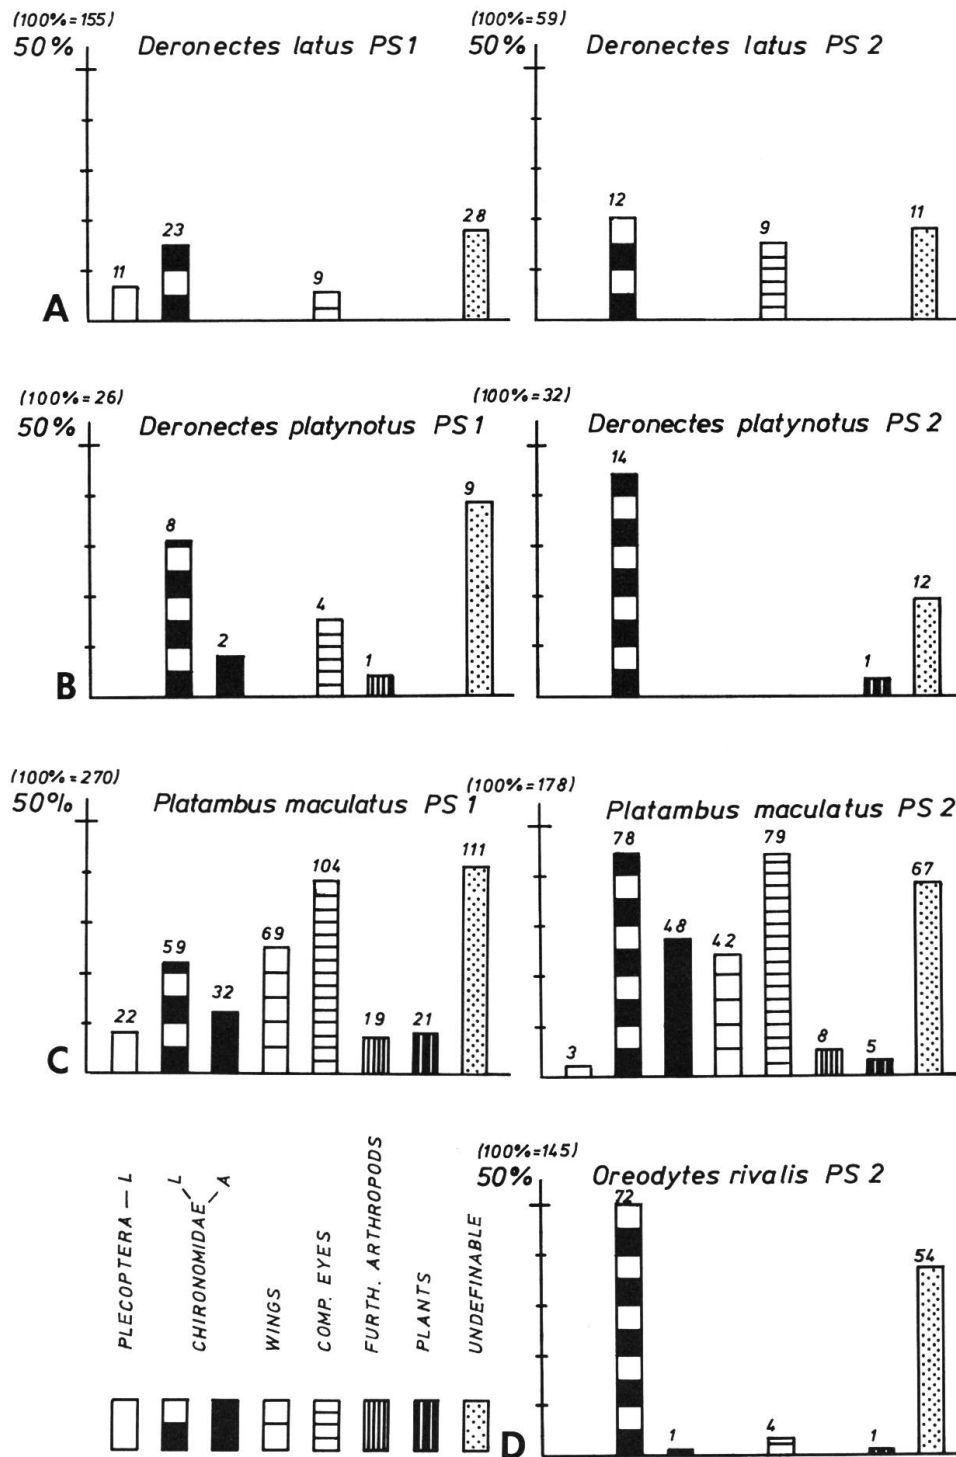 (100%=155)
50%
Deronectes latus PS1
11
23
9
28
A
(100%=59)
Deronectes latus PS 2
12
9
11
(100%=26)
50%
Deronectes platynotus PS1
8
2
4
1
9
B
(100%=32)
Deronectes platynotus PS 2
14
1
12
(100%=270)
50%
Platambus maculatus PS 1
22
59
32
69
104
19
21
111
C
(100%=178)
Platambus maculatus PS 2
3
78
48
42
79
8
5
67
PLECOPTERA — L
CHIRONOMIDAE
L
A
WINGS
COMP. EYES
FURTH. ARTHROPODS
PLANTS
UNDEFINABLE
(100%=145)
50%
Oreodytes rivalis PS 2
72
1
4
1
54
D